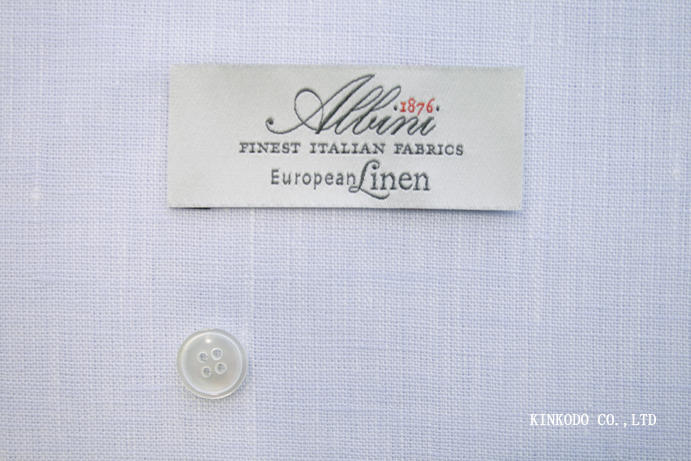 Albini
·1876·
FINEST ITALIAN FABRICS
European Linen
KINKODO CO.,LTD